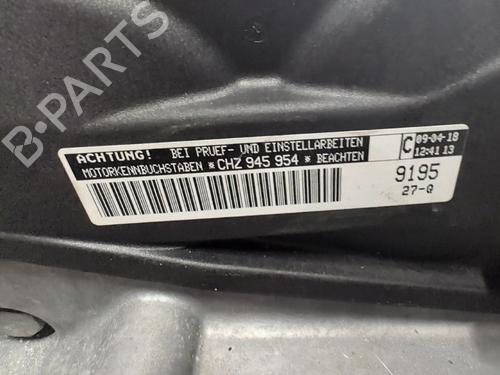 ACHTUNG! BEI PRUEF- UND EINSTELLARBEITEN
MOTORKENNBUCHSTABEN *CHZ 945 954* BEACHTEN
C 09-04-18
12:41 13
9195
27-Q
B-PARTS